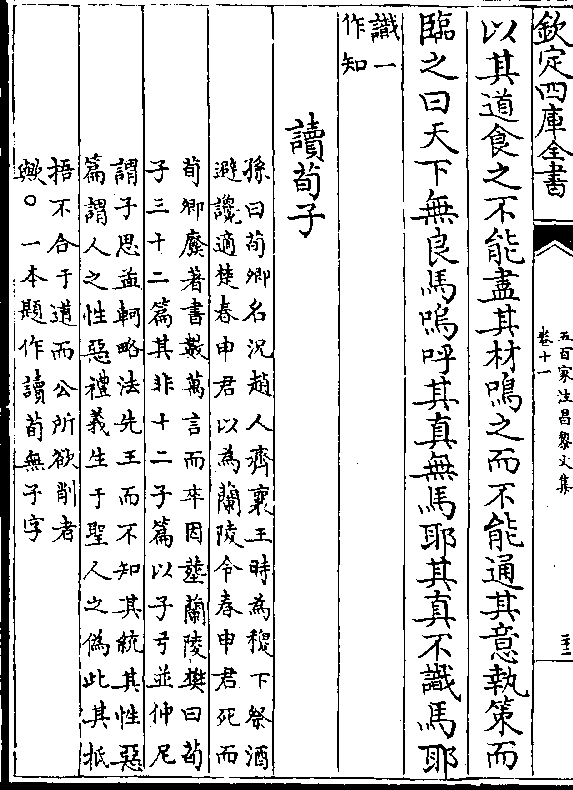 欽定四庫全書
五百家注昌黎文集
卷十一
以其道食之不能盡其材鳴之而不能通其意執策而
臨之曰天下無良馬嗚呼其真無馬耶其真不識馬耶
識一
作知
讀荀子
孫曰荀卿名況趙人齊襄王時為稷下祭酒
避讒適楚春申君以為蘭陵令春申君死而
荀卿廢著書數萬言而卒因塟蘭陵樊曰荀
子三十二篇其非十二子篇以子弓並仲尼
謂子思孟軻略法先王而不知其統其性惡
篇謂人之性惡禮義生于聖人之偽此其抵
捂不合于道而公所欲削者
歟○一本題作讀荀無子字